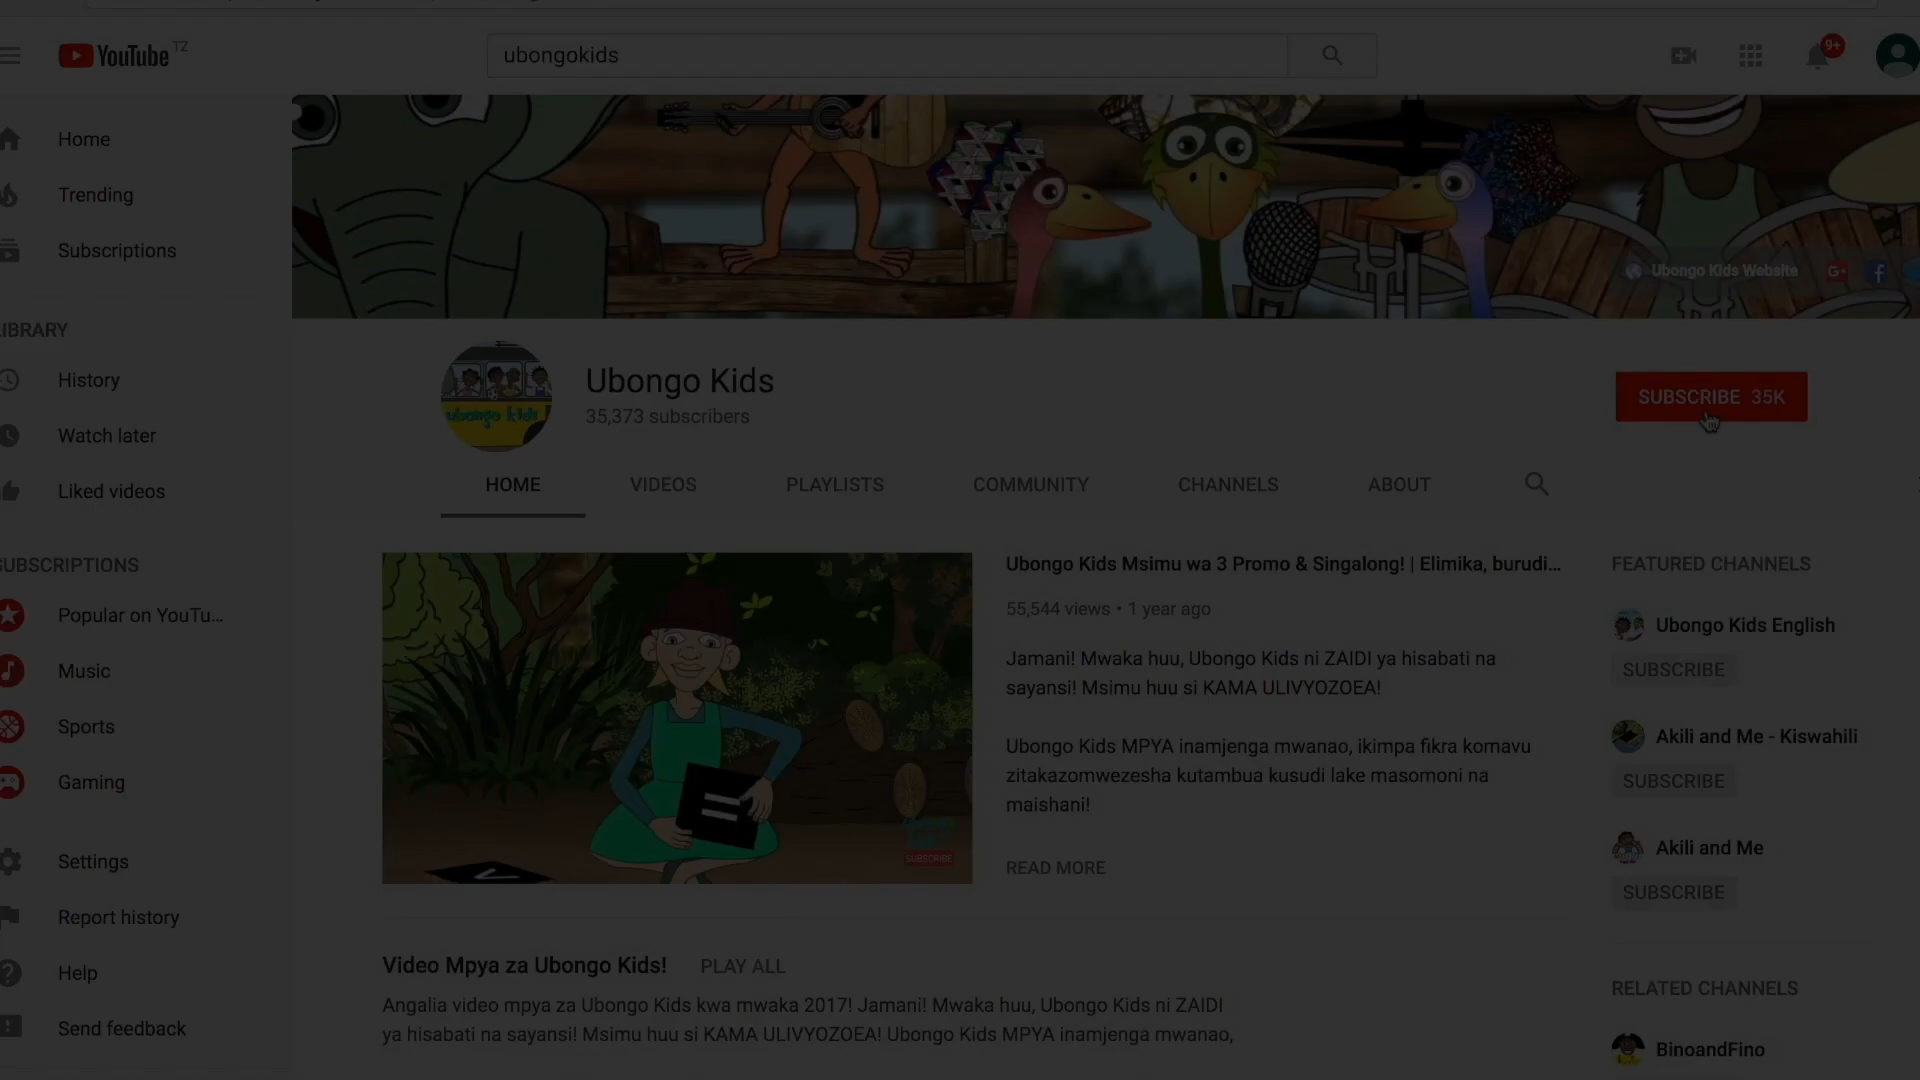 YouTube TZ
ubongokids
9+
Home
Trending
Subscriptions
LIBRARY
History
Watch later
Liked videos
SUBSCRIPTIONS
Popular on YouTu...
Music
Sports
Gaming
Settings
Report history
Help
Send feedback
Ubongo Kids Website
G+
f
ubongo kids
Ubongo Kids
35,373 subscribers
SUBSCRIBE 35K
HOME VIDEOS PLAYLISTS COMMUNITY CHANNELS ABOUT
SUBSCRIBE
Ubongo Kids Msimu wa 3 Promo & Singalong! | Elimika, burudi...
55,544 views • 1 year ago
Jamani! Mwaka huu, Ubongo Kids ni ZAIDI ya hisabati na
sayansi! Msimu huu si KAMA ULIVYOZOEA!
Ubongo Kids MPYA inamjenga mwanao, ikimpa fikra komavu
zitakazomwezesha kutambua kusudi lake masomoni na
maishani!
READ MORE
Video Mpya za Ubongo Kids! PLAY ALL
Angalia video mpya za Ubongo Kids kwa mwaka 2017! Jamani! Mwaka huu, Ubongo Kids ni ZAIDI
ya hisabati na sayansi! Msimu huu si KAMA ULIVYOZOEA! Ubongo Kids MPYA inamjenga mwanao,
FEATURED CHANNELS
Ubongo Kids English
SUBSCRIBE
Akili and Me - Kiswahili
SUBSCRIBE
Akili and Me
SUBSCRIBE
RELATED CHANNELS
BinoandFino